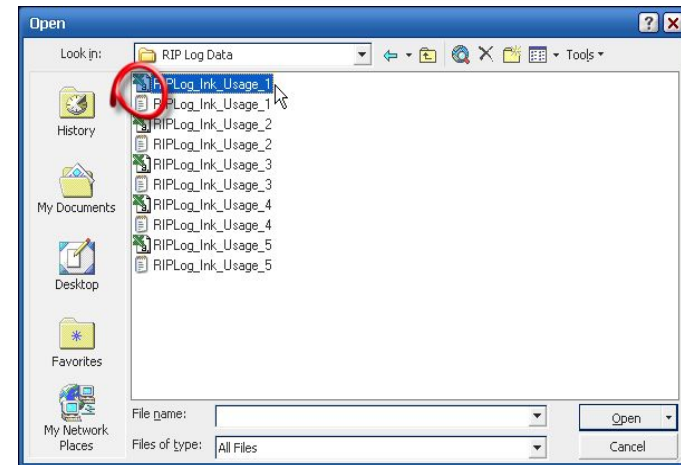 Open
Look in: RIP Log Data Tools
RIPLog_Ink_Usage_1
RIPLog_Ink_Usage_1
RIPLog_Ink_Usage_2
RIPLog_Ink_Usage_2
RIPLog_Ink_Usage_3
RIPLog_Ink_Usage_3
RIPLog_Ink_Usage_4
RIPLog_Ink_Usage_4
RIPLog_Ink_Usage_5
RIPLog_Ink_Usage_5
History
My Documents
Desktop
Favorites
My Network
Places
File name: Open
Files of type: All Files Cancel